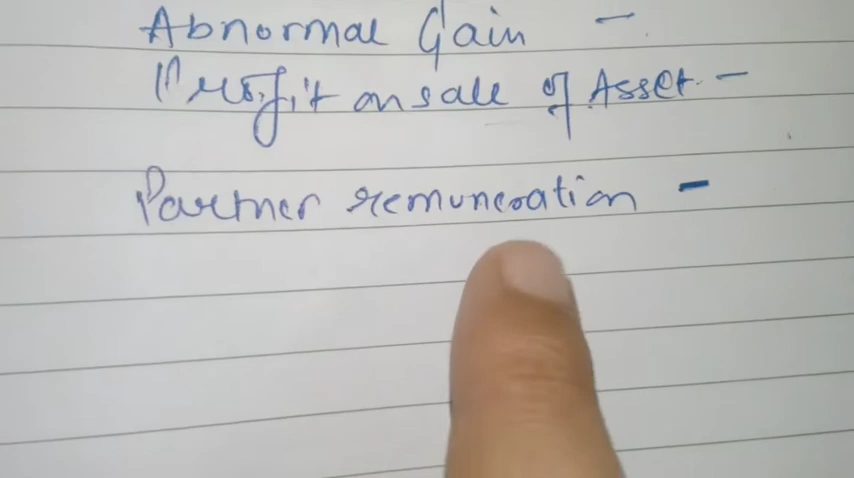 Abnormal Gain -
Profit on sale of Asset. -
Partner remuneration -